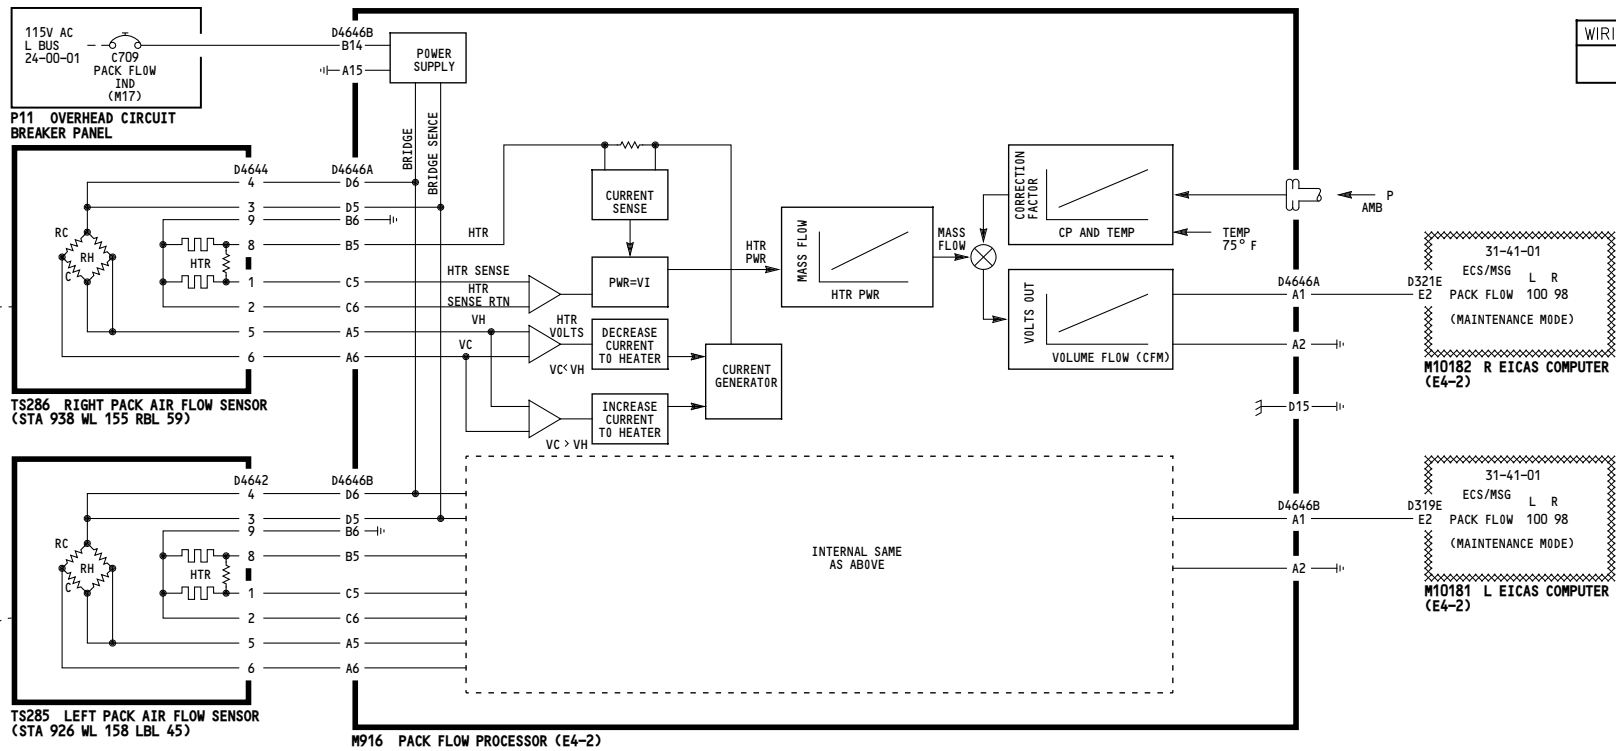 115V AC
L BUS
24-00-01
C709
PACK FLOW
IND
(M17)
P11 OVERHEAD CIRCUIT
BREAKER PANEL
D4646B
B14
A15
POWER
SUPPLY
BRIDGE
BRIDGE SENCE
WIRI
D4644
4
3
9
8
1
2
5
6
RC
RH
C
HTR
TS286 RIGHT PACK AIR FLOW SENSOR
(STA 938 WL 155 RBL 59)
D4646A
D6
D5
B6
B5
C5
C6
A5
A6
HTR
HTR SENSE
HTR
SENSE RTN
VH
VC
HTR
VOLTS
VC<VH
VC > VH
CURRENT
SENSE
PWR=VI
DECREASE
CURRENT
TO HEATER
INCREASE
CURRENT
TO HEATER
CURRENT
GENERATOR
HTR
PWR
MASS FLOW
HTR PWR
MASS
FLOW
CORRECTION
FACTOR
CP AND TEMP
P
AMB
TEMP
75° F
VOLTS OUT
VOLUME FLOW (CFM)
D4646A
A1
A2
D15
D321E
E2
31-41-01
ECS/MSG
L R
PACK FLOW 100 98
(MAINTENANCE MODE)
M10182 R EICAS COMPUTER
(E4-2)
D4642
4
3
9
8
1
2
5
6
RC
RH
C
HTR
TS285 LEFT PACK AIR FLOW SENSOR
(STA 926 WL 158 LBL 45)
D4646B
D6
D5
B6
B5
C5
C6
A5
A6
INTERNAL SAME
AS ABOVE
D4646B
A1
A2
D319E
E2
31-41-01
ECS/MSG
L R
PACK FLOW 100 98
(MAINTENANCE MODE)
M10181 L EICAS COMPUTER
(E4-2)
M916 PACK FLOW PROCESSOR (E4-2)